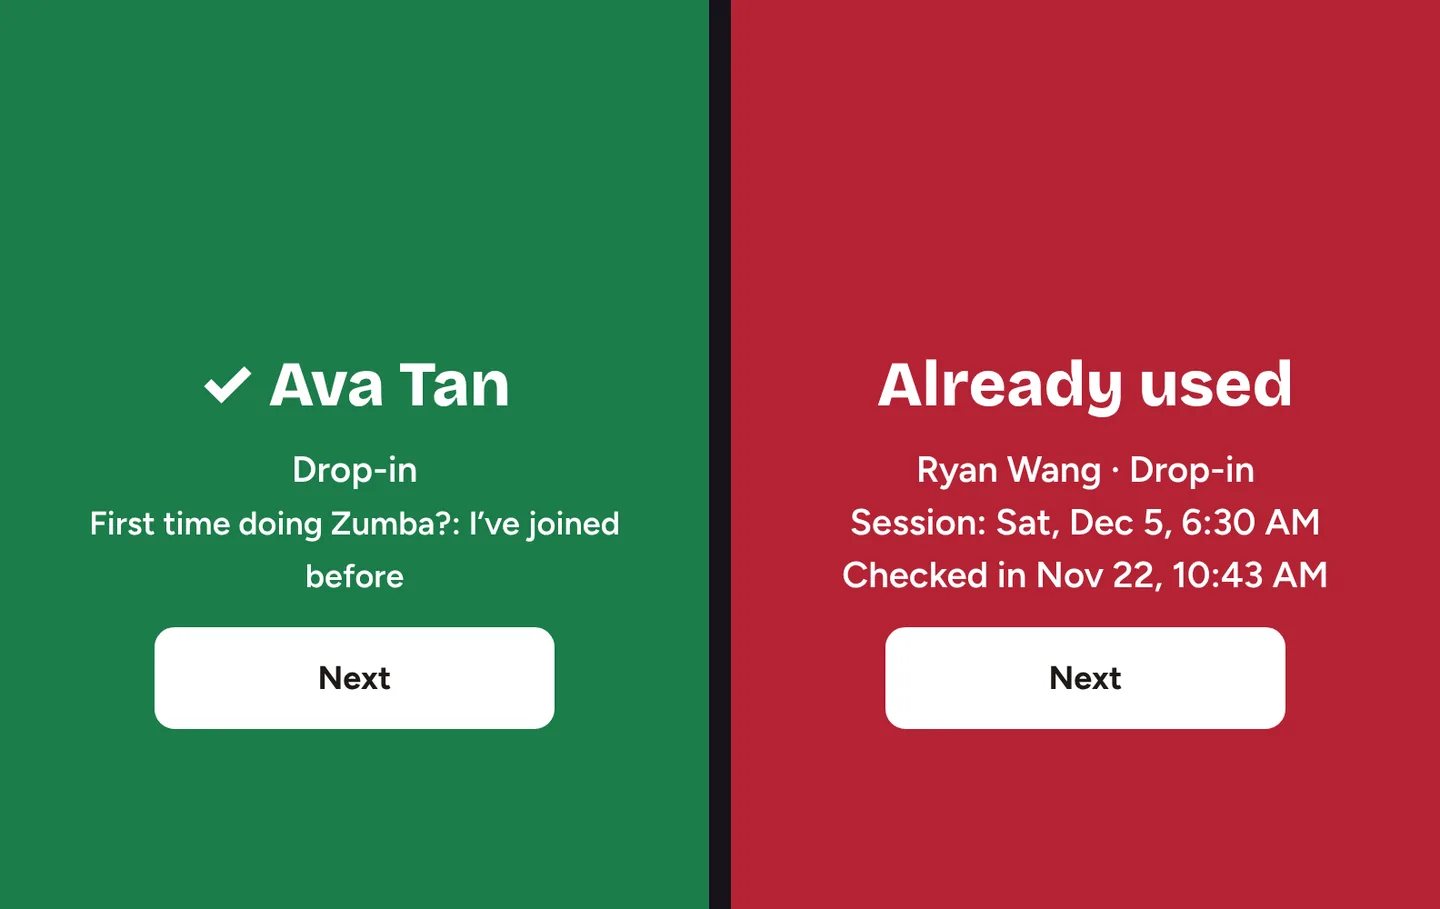 ✓ Ava Tan
Drop-in
First time doing Zumba?: I’ve joined
before
Next
Already used
Ryan Wang · Drop-in
Session: Sat, Dec 5, 6:30 AM
Checked in Nov 22, 10:43 AM
Next